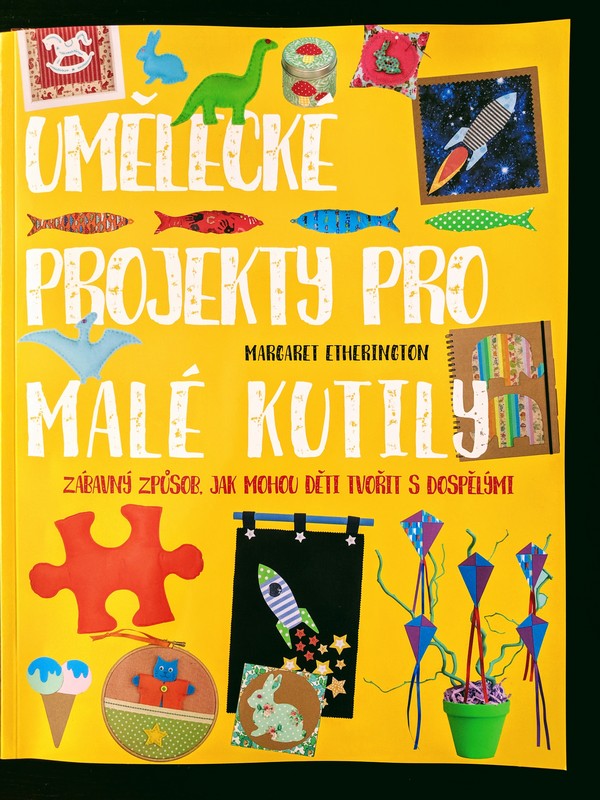 UMĚLECKÉ
PROJEKTY PRO
MARGARET ETHERINGTON
MALÉ KUTILY
ZÁBAVNÝ ZPŮSOB, JAK MOHOU DĚTI TVOŘIT S DOSPĚLÝMI